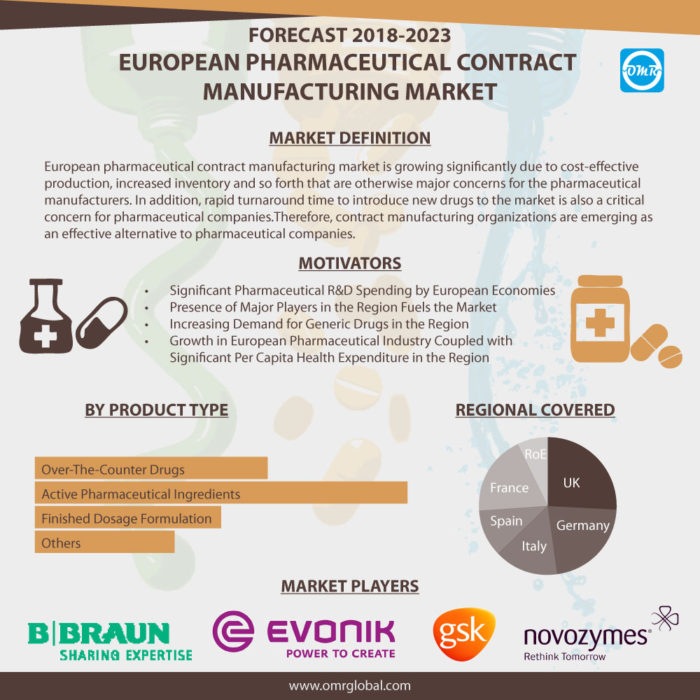 FORECAST 2018-2023
EUROPEAN PHARMACEUTICAL CONTRACT
MANUFACTURING MARKET
OMR
MARKET DEFINITION
European pharmaceutical contract manufacturing market is growing significantly due to cost-effective
production, increased inventory and so forth that are otherwise major concerns for the pharmaceutical
manufacturers. In addition, rapid turnaround time to introduce new drugs to the market is also a critical
concern for pharmaceutical companies.Therefore, contract manufacturing organizations are emerging as
an effective alternative to pharmaceutical companies.
MOTIVATORS
• Significant Pharmaceutical R&D Spending by European Economies
• Presence of Major Players in the Region Fuels the Market
• Increasing Demand for Generic Drugs in the Region
• Growth in European Pharmaceutical Industry Coupled with
Significant Per Capita Health Expenditure in the Region
BY PRODUCT TYPE
Over-The-Counter Drugs
Active Pharmaceutical Ingredients
Finished Dosage Formulation
Others
REGIONAL COVERED
RoE
UK
France
Spain
Germany
Italy
MARKET PLAYERS
B|BRAUN
SHARING EXPERTISE
EVONIK
POWER TO CREATE
gsk
novozymes®
Rethink Tomorrow
www.omrglobal.com